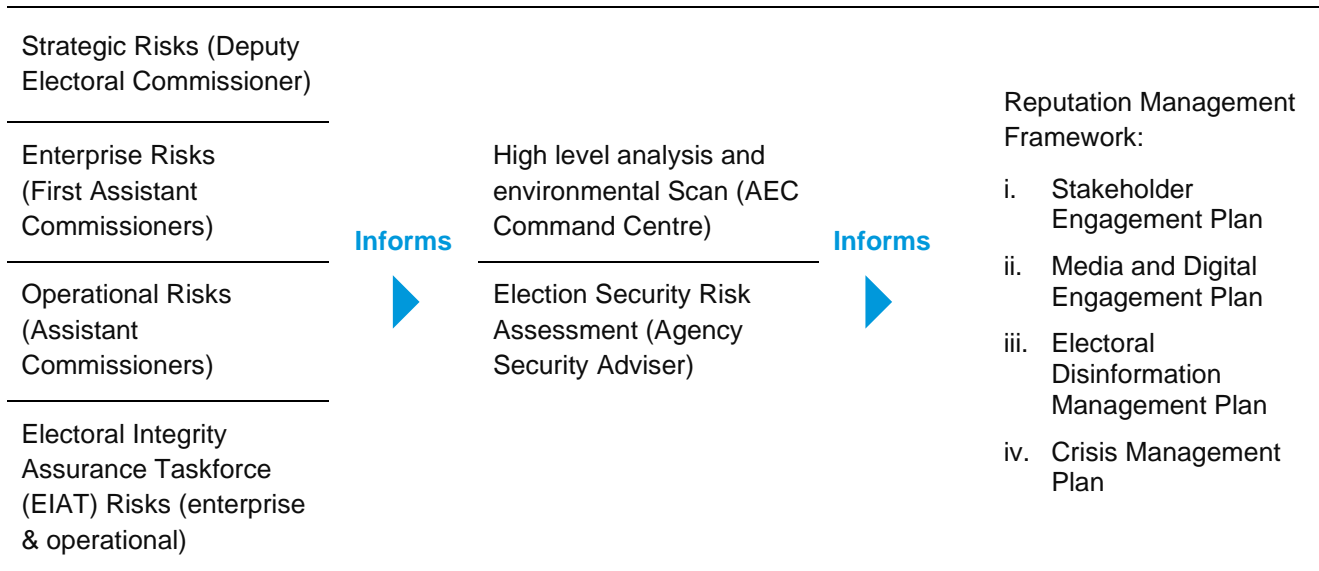 Strategic Risks (Deputy
Electoral Commissioner)
Enterprise Risks
(First Assistant
Commissioners)
Operational Risks
(Assistant
Commissioners)
Electoral Integrity
Assurance Taskforce
(EIAT) Risks (enterprise
& operational)
Informs
High level analysis and
environmental Scan (AEC
Command Centre)
Election Security Risk
Assessment (Agency
Security Adviser)
Informs
Reputation Management
Framework:
i. Stakeholder
Engagement Plan
ii. Media and Digital
Engagement Plan
iii. Electoral
Disinformation
Management Plan
iv. Crisis Management
Plan